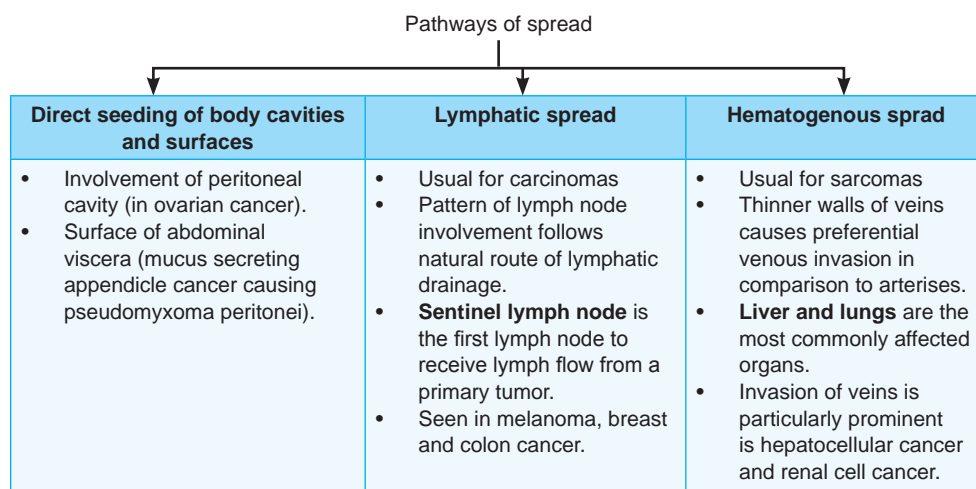 Pathways of spread
Direct seeding of body cavities
and surfaces
• Involvement of peritoneal
cavity (in ovarian cancer).
• Surface of abdominal
viscera (mucus secreting
appendicle cancer causing
pseudomyxoma peritonei).
Lymphatic spread
• Usual for carcinomas
• Pattern of lymph node
involvement follows
natural route of lymphatic
drainage.
• Sentinel lymph node is
the first lymph node to
receive lymph flow from a
primary tumor.
• Seen in melanoma, breast
and colon cancer.
Hematogenous sprad
• Usual for sarcomas
• Thinner walls of veins
causes preferential
venous invasion in
comparison to arterises.
• Liver and lungs are the
most commonly affected
organs.
• Invasion of veins is
particularly prominent
is hepatocellular cancer
and renal cell cancer.